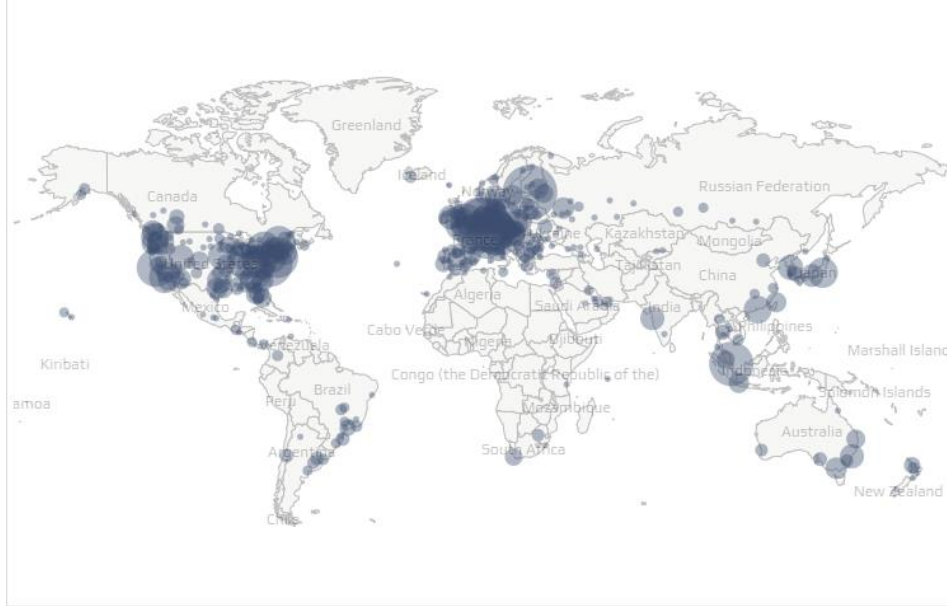 Greenland
Iceland
Norway
Russian Federation
Canada
France
Ukraine
Kazakhstan
Mongolia
United States
Tajikistan
China
Japan
Mexico
Algeria
Saudi Arabia
India
Cabo Verde
Nigeria
Djibouti
Philippines
Venezuela
Kiribati
Marshall Island
Congo (the Democratic Republic of the)
Indonesia
Peru
Brazil
Solomon Islands
amoa
Mozambique
Argentina
South Africa
Australia
New Zealand
Chile